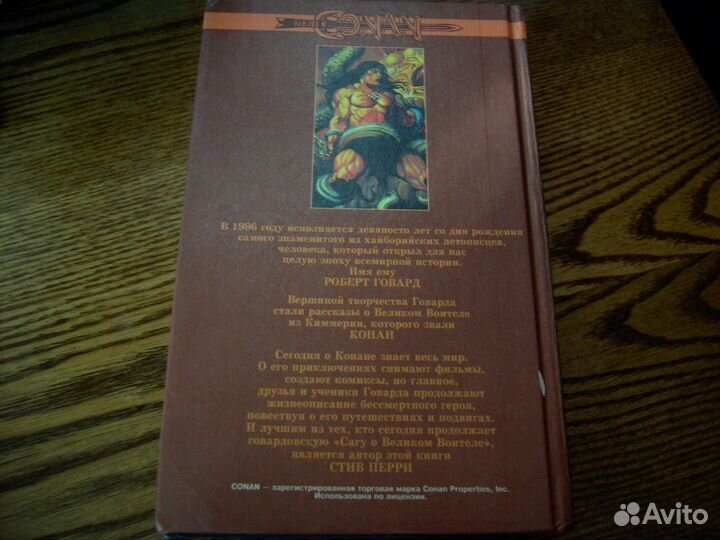 CONAN
В 1996 году исполняется девяносто лет со дня рождения
самого знаменитого из хайборийских летописцев,
человека, который открыл для нас
целую эпоху всемирной истории.
Имя ему
РОБЕРТ ГОВАРД
Вершиной творчества Говарда
стали рассказы о Великом Воителе
из Киммерии, которого звали
КОНАН
Сегодня о Конане знает весь мир.
О его приключениях снимают фильмы,
создают комиксы, но главное,
друзья и ученики Говарда продолжают
жизнеописание бессмертного героя,
повествуя о его путешествиях и подвигах.
И лучшим из тех, кто сегодня продолжает
говардовскую «Сагу о Великом Воителе»,
является автор этой книги
СТИВ ПЕРРИ
CONAN — зарегистрированная торговая марка Conan Properties, Inc.
Использована по лицензии.
Avito